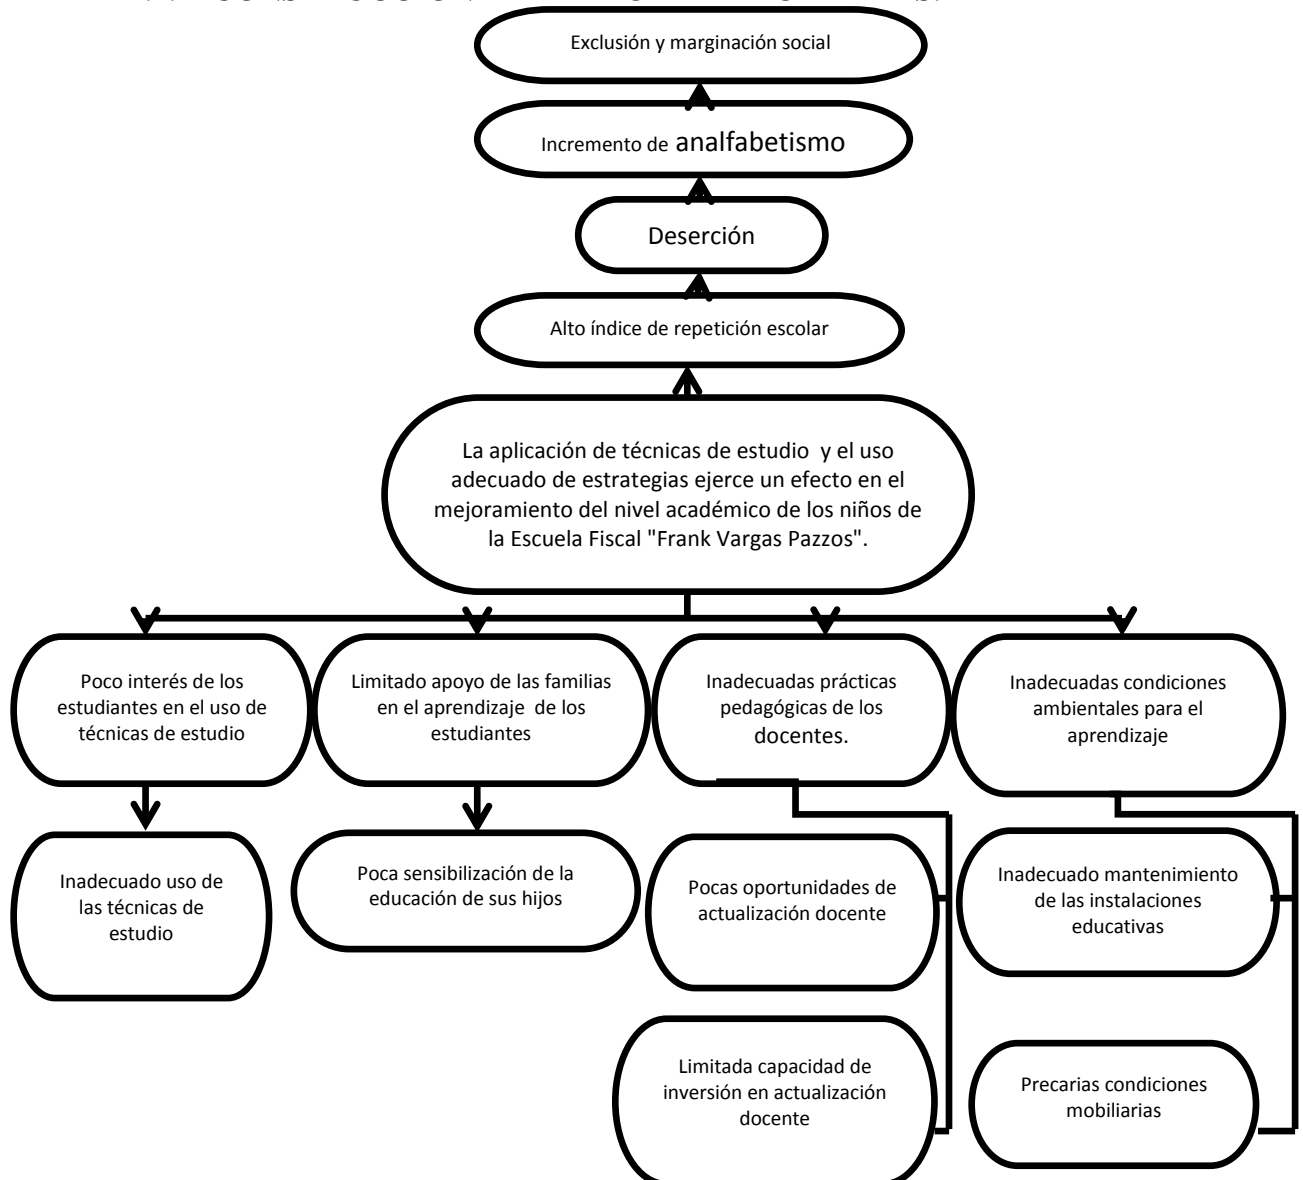 Exclusión y marginación social
Incremento de analfabetismo
Deserción
Alto índice de repetición escolar
La aplicación de técnicas de estudio y el uso
adecuado de estrategias ejerce un efecto en el
mejoramiento del nivel académico de los niños de
la Escuela Fiscal "Frank Vargas Pazzos".
Poco interés de los
estudiantes en el uso de
técnicas de estudio
Limitado apoyo de las familias
en el aprendizaje de los
estudiantes
Inadecuadas prácticas
pedagógicas de los
docentes.
Inadecuadas condiciones
ambientales para el
aprendizaje
Inadecuado uso de
las técnicas de
estudio
Poca sensibilización de la
educación de sus hijos
Pocas oportunidades de
actualización docente
Inadecuado mantenimiento
de las instalaciones
educativas
Limitada capacidad de
inversión en actualización
docente
Precarias condiciones
mobiliarias